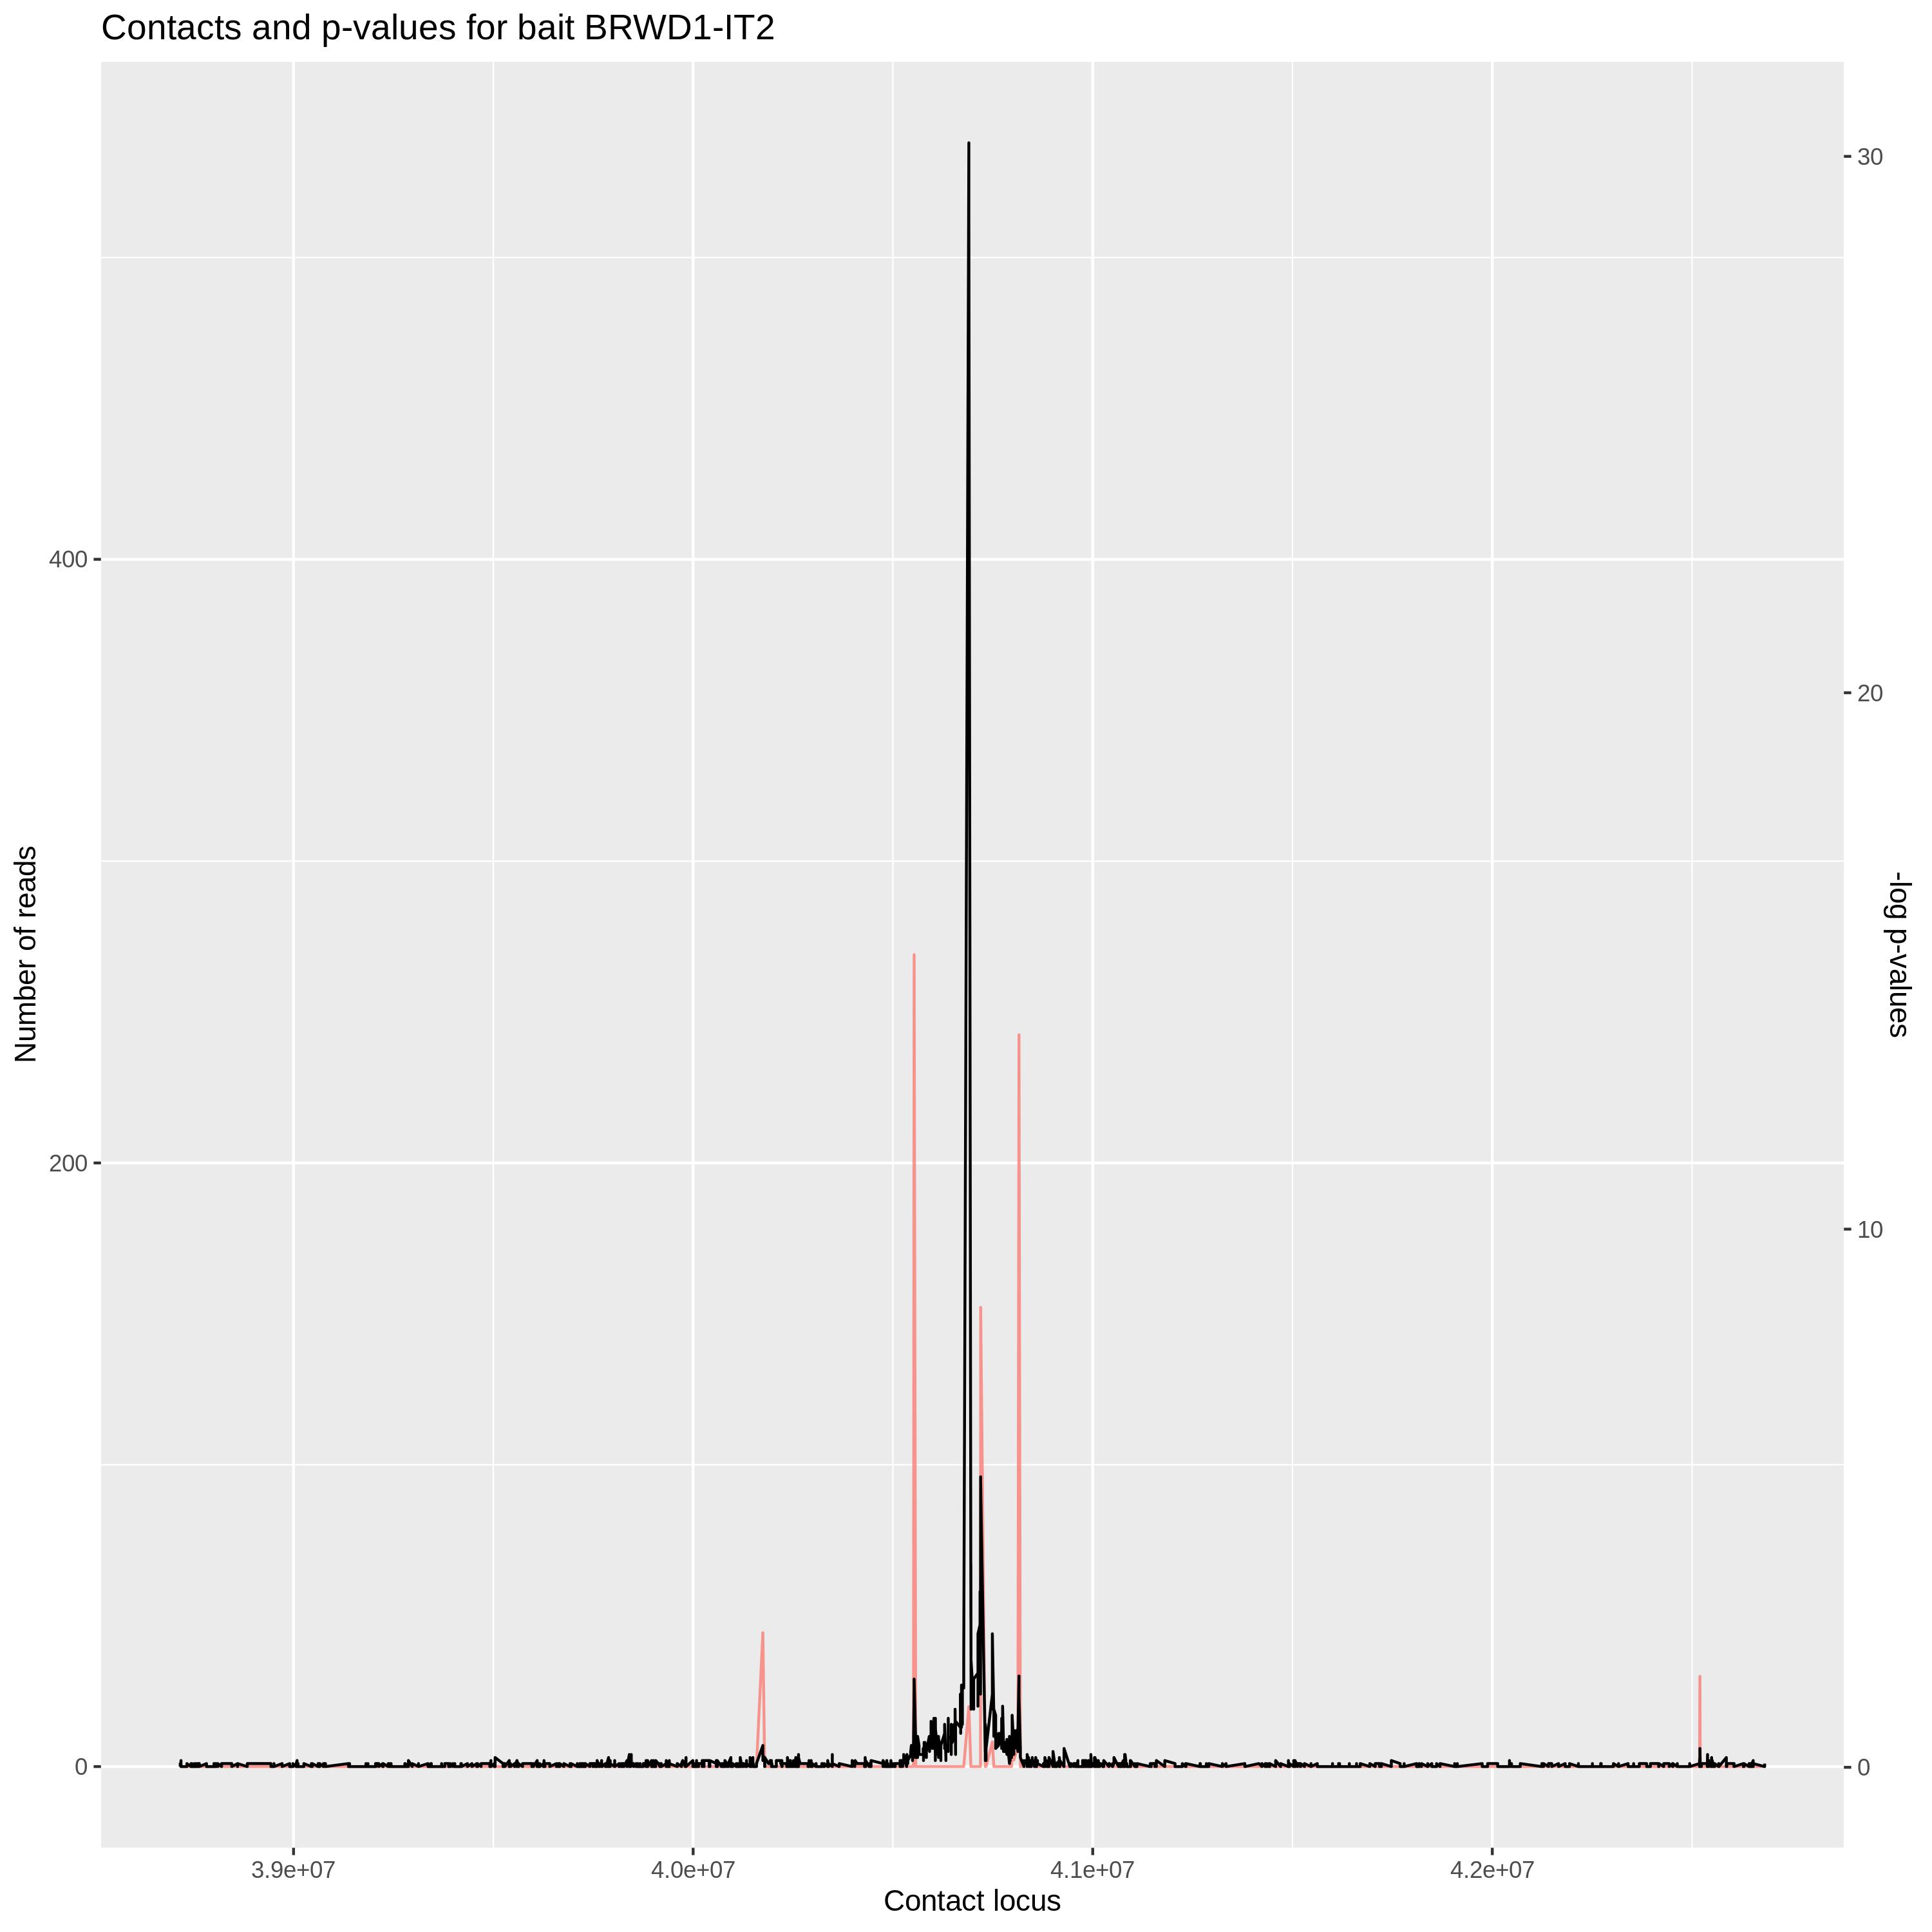 Contacts and p-values for bait BRWD1-IT2
30
400
20
Number of reads
-log p-values
200
10
0
0
3.9e+07
4.0e+07
4.1e+07
4.2e+07
Contact locus